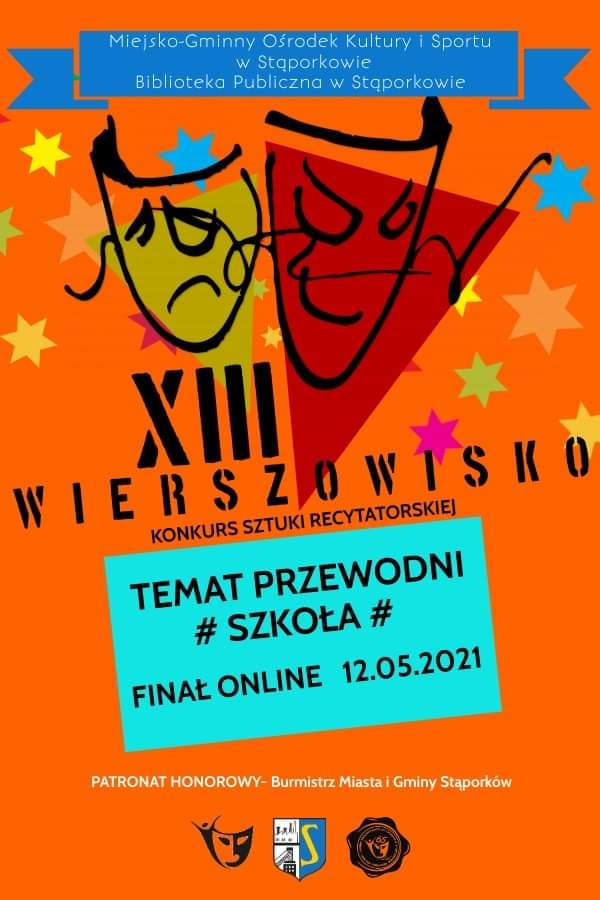 Miejsko-Gminny Ośrodek Kultury i Sportu
w Stąporkowie
Biblioteka Publiczna w Stąporkowie
XIII
WIERSZOWISKO
KONKURS SZTUKI RECYTATORSKIEJ
TEMAT PRZEWODNI
# SZKOŁA #
FINAŁ ONLINE 12.05.2021
PATRONAT HONOROWY- Burmistrz Miasta i Gminy Stąporków
S